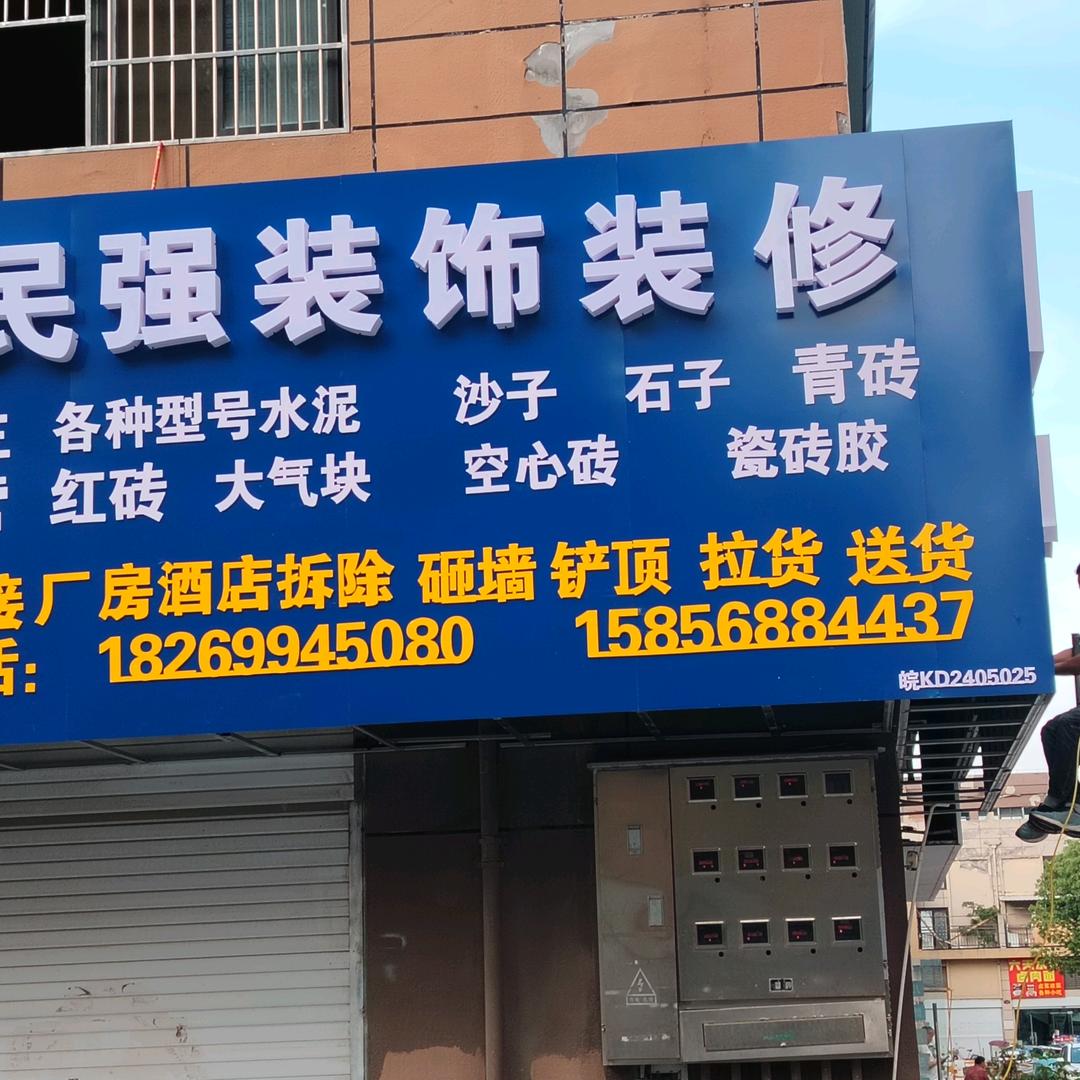 民强装饰装修
各种型号水泥 沙子 石子 青砖
红砖 大气块 空心砖 瓷砖胶
接厂房酒店拆除 砸墙 铲顶 拉货 送货
话: 18269945080 15856884437
皖KD2405025